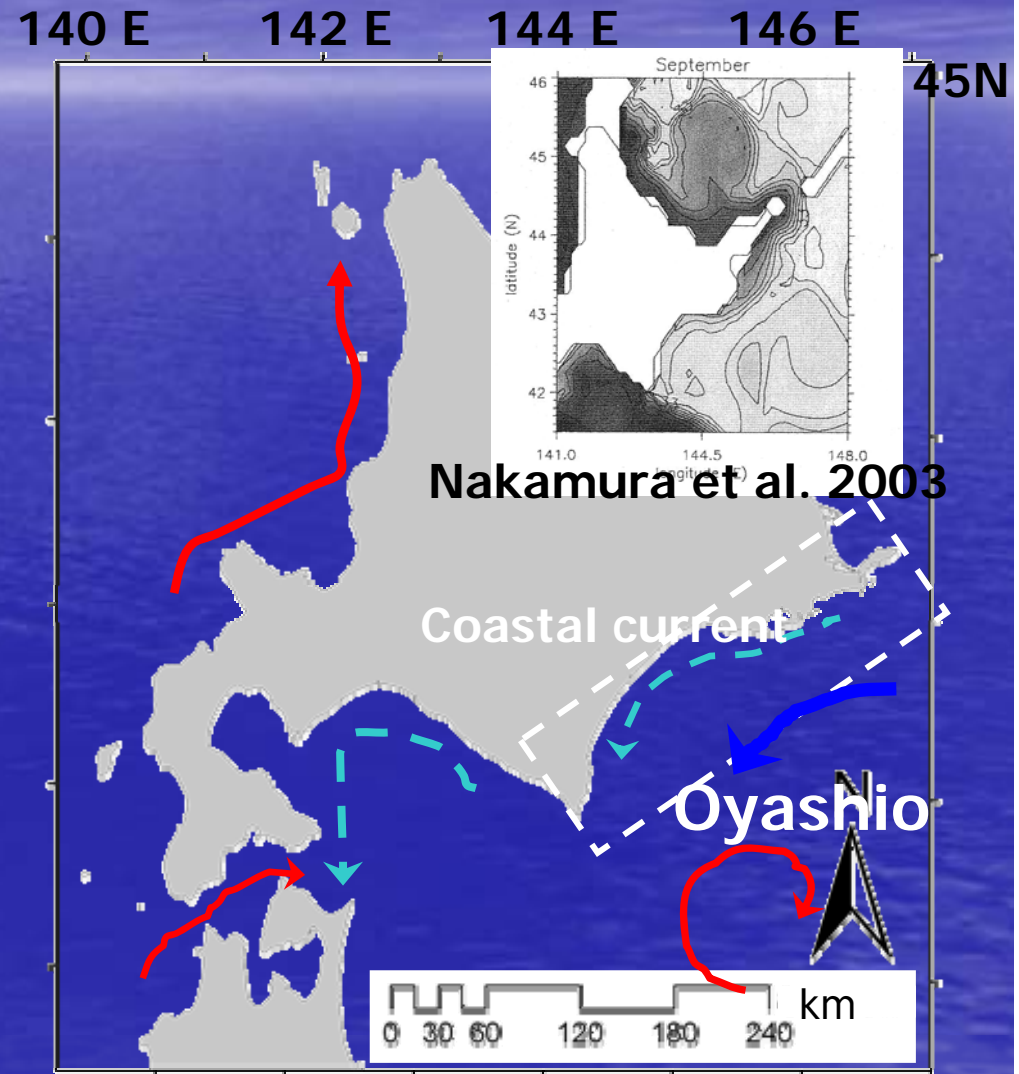 140 E 142 E 144 E 146 E
45N
September
46
45
44
43
42
latitude (N)
141.0 144.5 148.0
longitude (E)
Nakamura et al. 2003
Coastal current
Oyashio
N
km
0 30 60 120 180 240